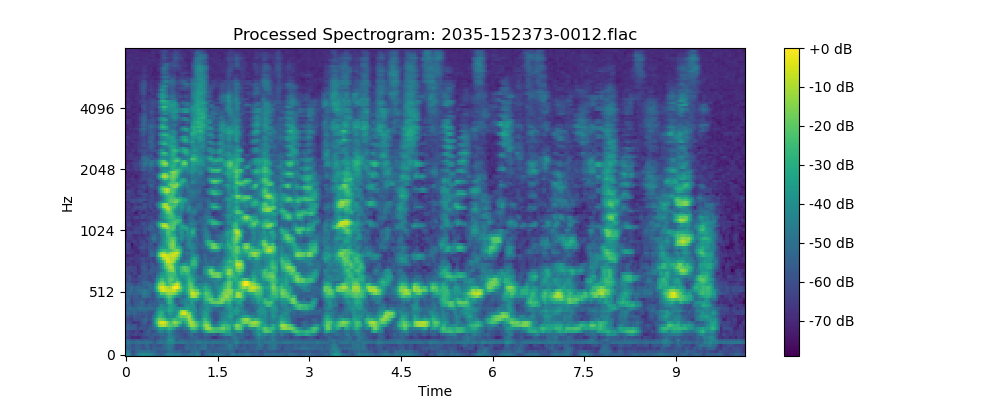 Processed Spectrogram: 2035-152373-0012.flac
+0 dB
-10 dB
-20 dB
-30 dB
-40 dB
-50 dB
-60 dB
-70 dB
4096
2048
1024
512
0
Hz
0 1.5 3 4.5 6 7.5 9
Time